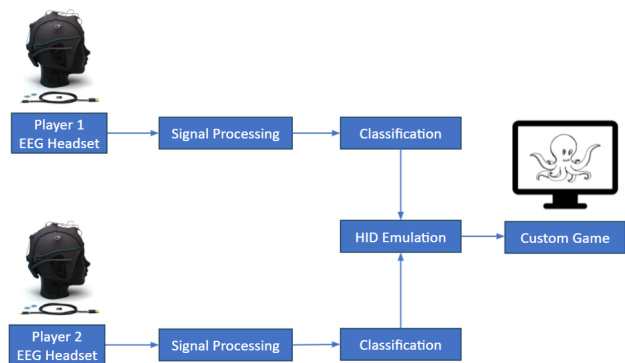 Player 1
EEG Headset
Signal Processing
Classification
HID Emulation
Custom Game
Player 2
EEG Headset
Signal Processing
Classification